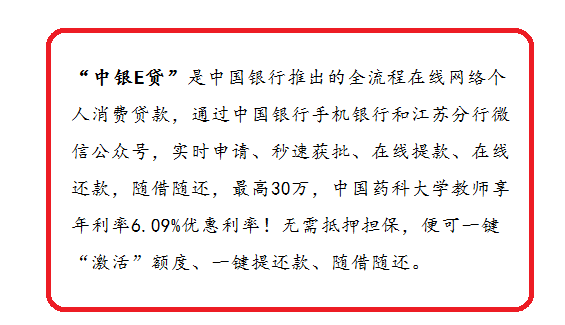 “中银E贷”是中国银行推出的全流程在线网络个
人消费贷款，通过中国银行手机银行和江苏分行微
信公众号，实时申请、秒速获批、在线提款、在线
还款，随借随还，最高30万，中国药科大学教师享
年利率6.09%优惠利率！无需抵押担保，便可一键
“激活”额度、一键提还款、随借随还。